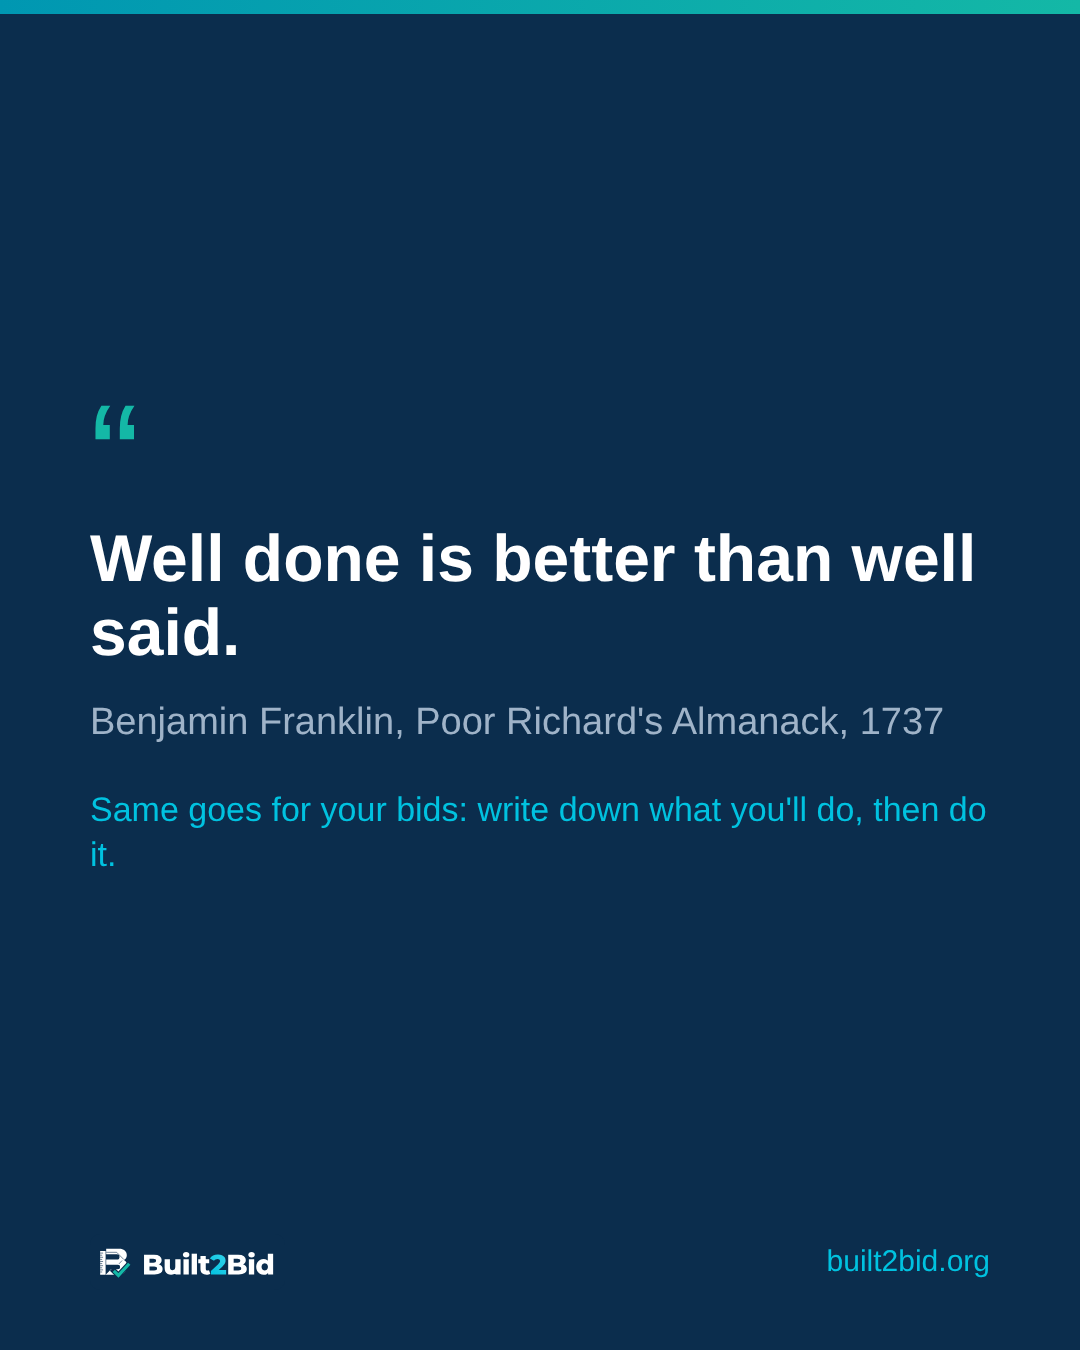 “
Well done is better than well
said.
Benjamin Franklin, Poor Richard's Almanack, 1737
Same goes for your bids: write down what you'll do, then do
it.
Built2Bid
built2bid.org